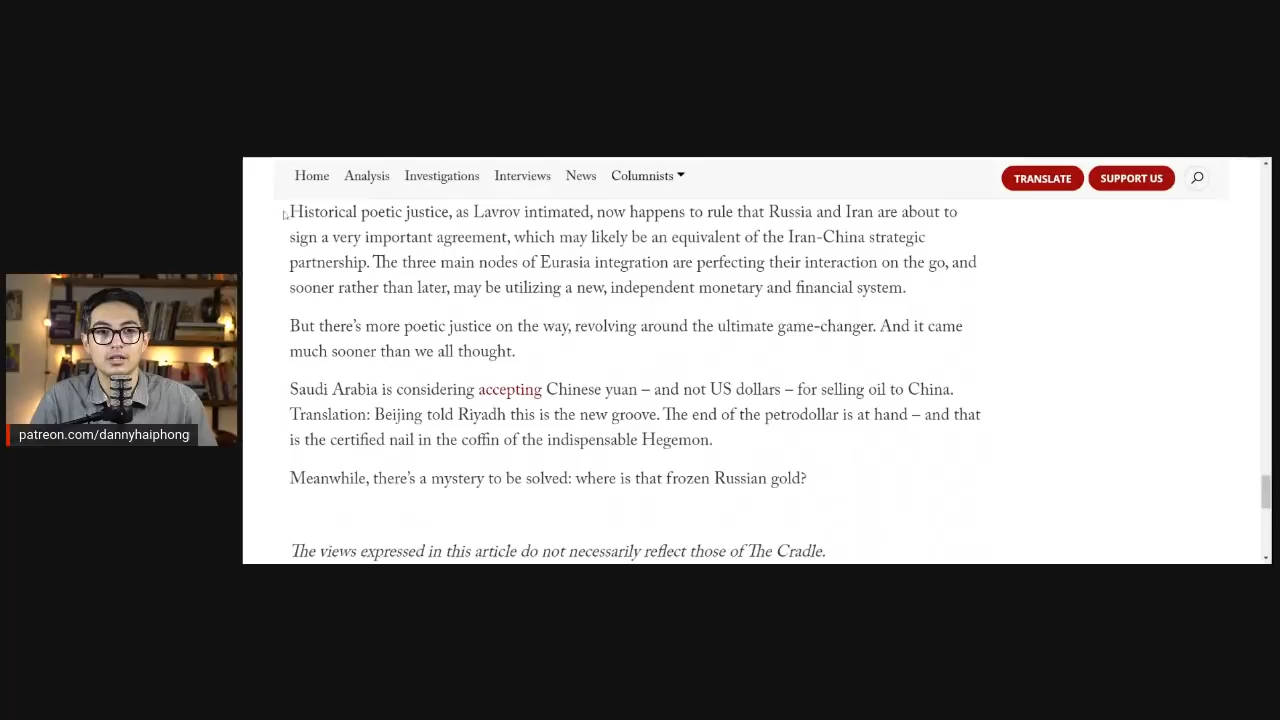 Home Analysis Investigations Interviews News Columnists TRANSLATE SUPPORT US
Historical poetic justice, as Lavrov intimated, now happens to rule that Russia and Iran are about to
sign a very important agreement, which may likely be an equivalent of the Iran-China strategic
partnership. The three main nodes of Eurasia integration are perfecting their interaction on the go, and
sooner rather than later, may be utilizing a new, independent monetary and financial system.
But there's more poetic justice on the way, revolving around the ultimate game-changer. And it came
much sooner than we all thought.
Saudi Arabia is considering accepting Chinese yuan – and not US dollars – for selling oil to China.
Translation: Beijing told Riyadh this is the new groove. The end of the petrodollar is at hand – and that
is the certified nail in the coffin of the indispensable Hegemon.
Meanwhile, there's a mystery to be solved: where is that frozen Russian gold?
The views expressed in this article do not necessarily reflect those of The Cradle.
patreon.com/dannyhaiphong